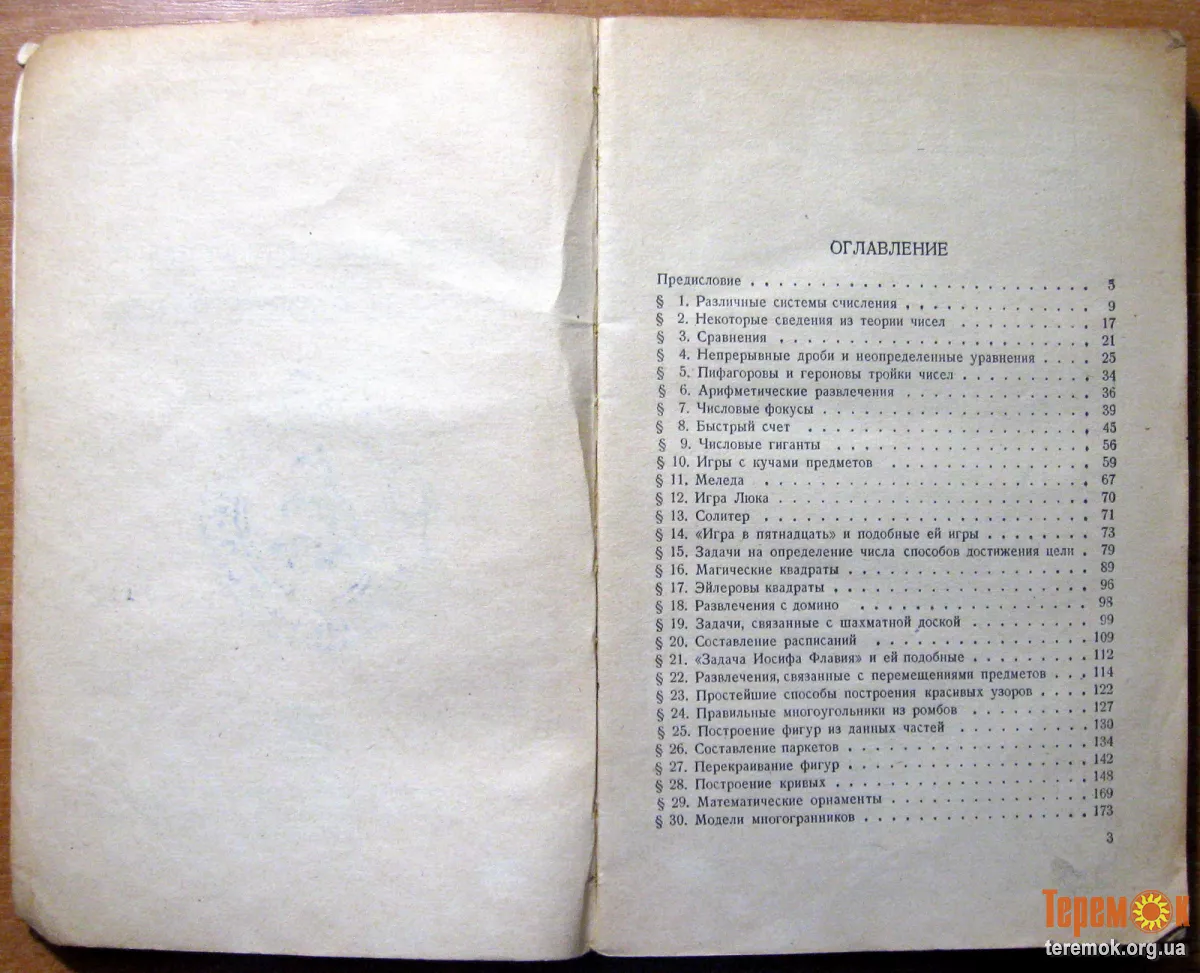 ОГЛАВЛЕНИЕ
Предисловие . . . . . . . . . . . . . . . . . . . . . . . . 5
§ 1. Различные системы счисления . . . . . . . . . . . . . 9
§ 2. Некоторые сведения из теории чисел . . . . . . . . . . 17
§ 3. Сравнения . . . . . . . . . . . . . . . . . . . . . . 21
§ 4. Непрерывные дроби и неопределенные уравнения . . . . 25
§ 5. Пифагоровы и героновы тройки чисел . . . . . . . . . . 34
§ 6. Арифметические развлечения . . . . . . . . . . . . . 36
§ 7. Числовые фокусы . . . . . . . . . . . . . . . . . . . 39
§ 8. Быстрый счет . . . . . . . . . . . . . . . . . . . . 45
§ 9. Числовые гиганты . . . . . . . . . . . . . . . . . . 56
§ 10. Игры с кучами предметов . . . . . . . . . . . . . . 59
§ 11. Меледа . . . . . . . . . . . . . . . . . . . . . . . 67
§ 12. Игра Люка . . . . . . . . . . . . . . . . . . . . . . 70
§ 13. Солитер . . . . . . . . . . . . . . . . . . . . . . . 71
§ 14. «Игра в пятнадцать» и подобные ей игры . . . . . . . . 73
§ 15. Задачи на определение числа способов достижения цели . 79
§ 16. Магические квадраты . . . . . . . . . . . . . . . . . 89
§ 17. Эйлеровы квадраты . . . . . . . . . . . . . . . . . . 96
§ 18. Развлечения с домино . . . . . . . . . . . . . . . . 98
§ 19. Задачи, связанные с шахматной доской . . . . . . . . . 99
§ 20. Составление расписаний . . . . . . . . . . . . . . . 109
§ 21. «Задача Иосифа Флавия» и ей подобные . . . . . . . . . 112
§ 22. Развлечения, связанные с перемещениями предметов . . . 114
§ 23. Простейшие способы построения красивых узоров . . . . 122
§ 24. Правильные многоугольники из ромбов . . . . . . . . . 127
§ 25. Построение фигур из данных частей . . . . . . . . . . 130
§ 26. Составление паркетов . . . . . . . . . . . . . . . . 134
§ 27. Перекраивание фигур . . . . . . . . . . . . . . . . . 142
§ 28. Построение кривых . . . . . . . . . . . . . . . . . . 148
§ 29. Математические орнаменты . . . . . . . . . . . . . . 169
§ 30. Модели многогранников . . . . . . . . . . . . . . . . 173
3
Теремок
teremok.org.ua